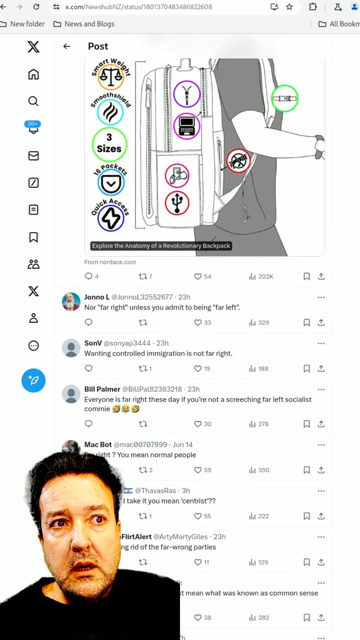 x.com/NewshubNZ/status/1801370483486822608
New folder
News and Blogs
All Bookm
Post
Smart Weight
Smoothshield
3
Sizes
18 Pockets
Quick Access
Explore the Anatomy of a Revolutionary Backpack
From nordace.com
4 7 54 202K
20+
Jonno L @JonnoL32552677 · 23h
Nor "far right" unless you admit to being "far left".
33 329
SonV @sonyap3444 · 23h
Wanting controlled immigration is not far right.
1 19 188
Bill Palmer @BillPal82383218 · 23h
Everyone is far right these day if you're not a screeching far left socialist
commie 🤣😂🤣
30 278
Mac Bot @mac00707999 · Jun 14
right ? You mean normal people
2 59 350
@ThavasRas · 3h
I take it you mean 'centrist'??
1 55 222
FlirtAlert @ArtyMartyGiles · 23h
rid of the far-wrong parties
11 129
mean what was known as common sense
38 282